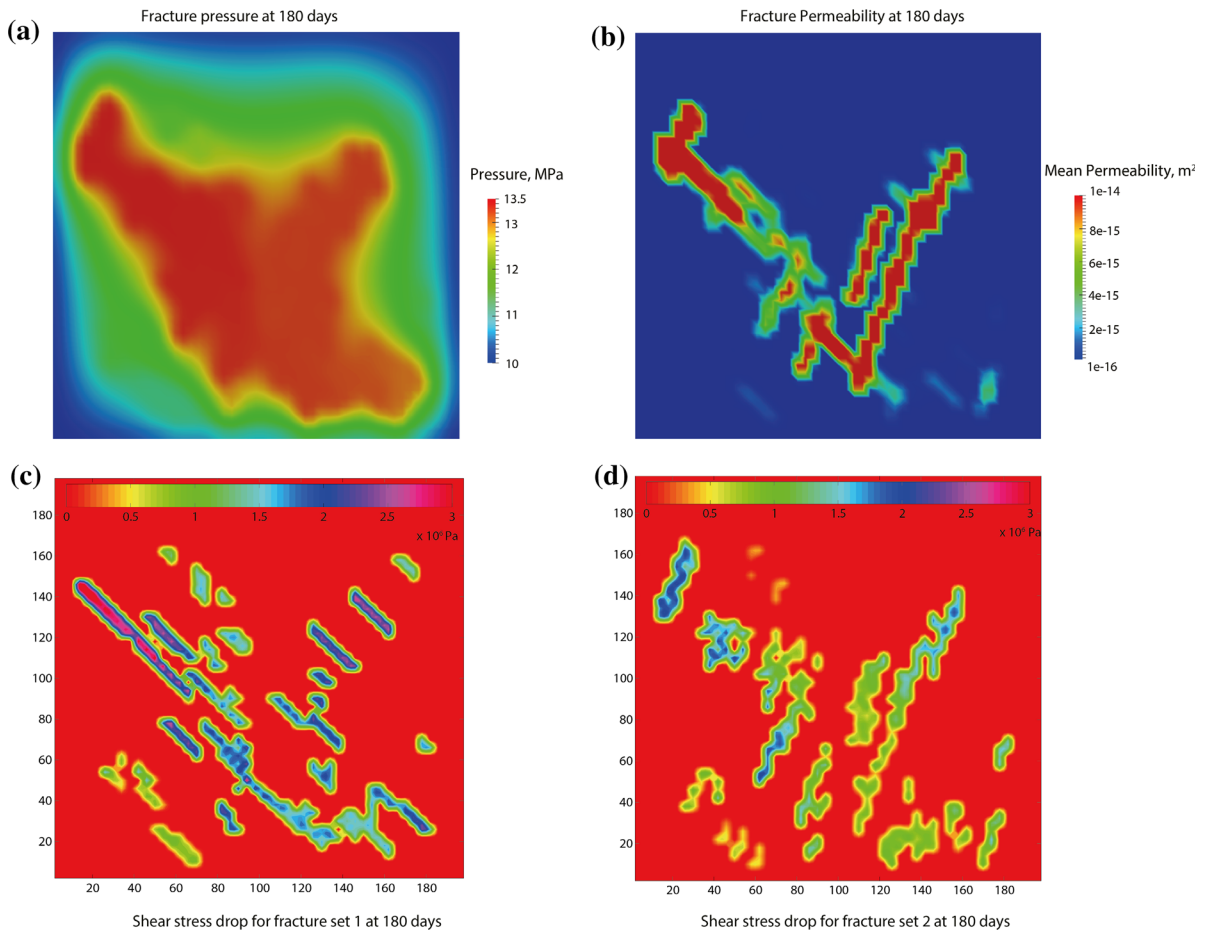 Fracture pressure at 180 days
(a)
Pressure, MPa
13.5
13
12
11
10
Fracture Permeability at 180 days
(b)
Mean Permeability, m²
1e-14
8e-15
6e-15
4e-15
2e-15
1e-16
(c)
0 0.5 1 1.5 2 2.5 3
x 10⁶ Pa
180
160
140
120
100
80
60
40
20
20 40 60 80 100 120 140 160 180
Shear stress drop for fracture set 1 at 180 days
(d)
0 0.5 1 1.5 2 2.5 3
x 10⁶ Pa
180
160
140
120
100
80
60
40
20
20 40 60 80 100 120 140 160 180
Shear stress drop for fracture set 2 at 180 days